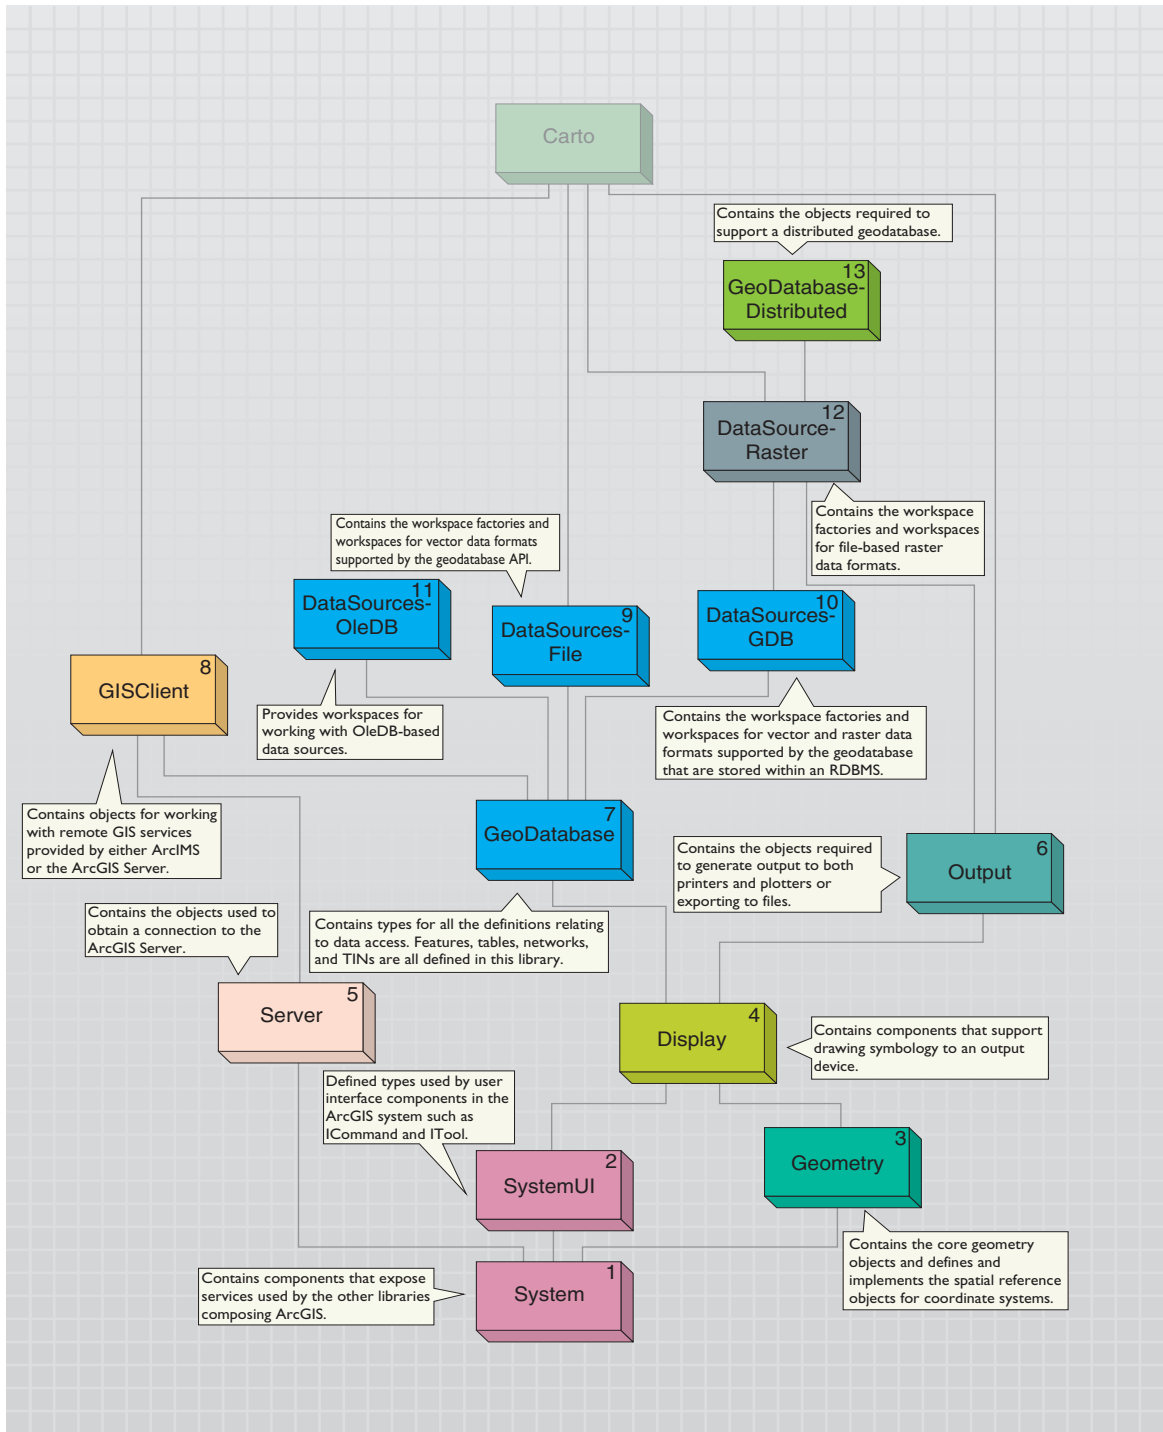 Carto
Contains the objects required to
support a distributed geodatabase.
13
GeoDatabase-
Distributed
12
DataSource-
Raster
Contains the workspace
factories and workspaces
for file-based raster
data formats.
Contains the workspace factories and
workspaces for vector data formats
supported by the geodatabase API.
11
DataSources-
OleDB
9
DataSources-
File
10
DataSources-
GDB
8
GISClient
Provides workspaces for
working with OleDB-based
data sources.
Contains the workspace factories and
workspaces for vector and raster data
formats supported by the geodatabase
that are stored within an RDBMS.
Contains objects for working
with remote GIS services
provided by either ArcIMS
or the ArcGIS Server.
7
GeoDatabase
Contains the objects required
to generate output to both
printers and plotters or
exporting to files.
6
Output
Contains the objects used to
obtain a connection to the
ArcGIS Server.
Contains types for all the definitions relating
to data access. Features, tables, networks,
and TINs are all defined in this library.
5
Server
4
Display
Contains components that support
drawing symbology to an output
device.
Defined types used by user
interface components in the
ArcGIS system such as
ICommand and ITool.
2
SystemUI
3
Geometry
Contains the core geometry
objects and defines and
implements the spatial reference
objects for coordinate systems.
Contains components that expose
services used by the other libraries
composing ArcGIS.
1
System